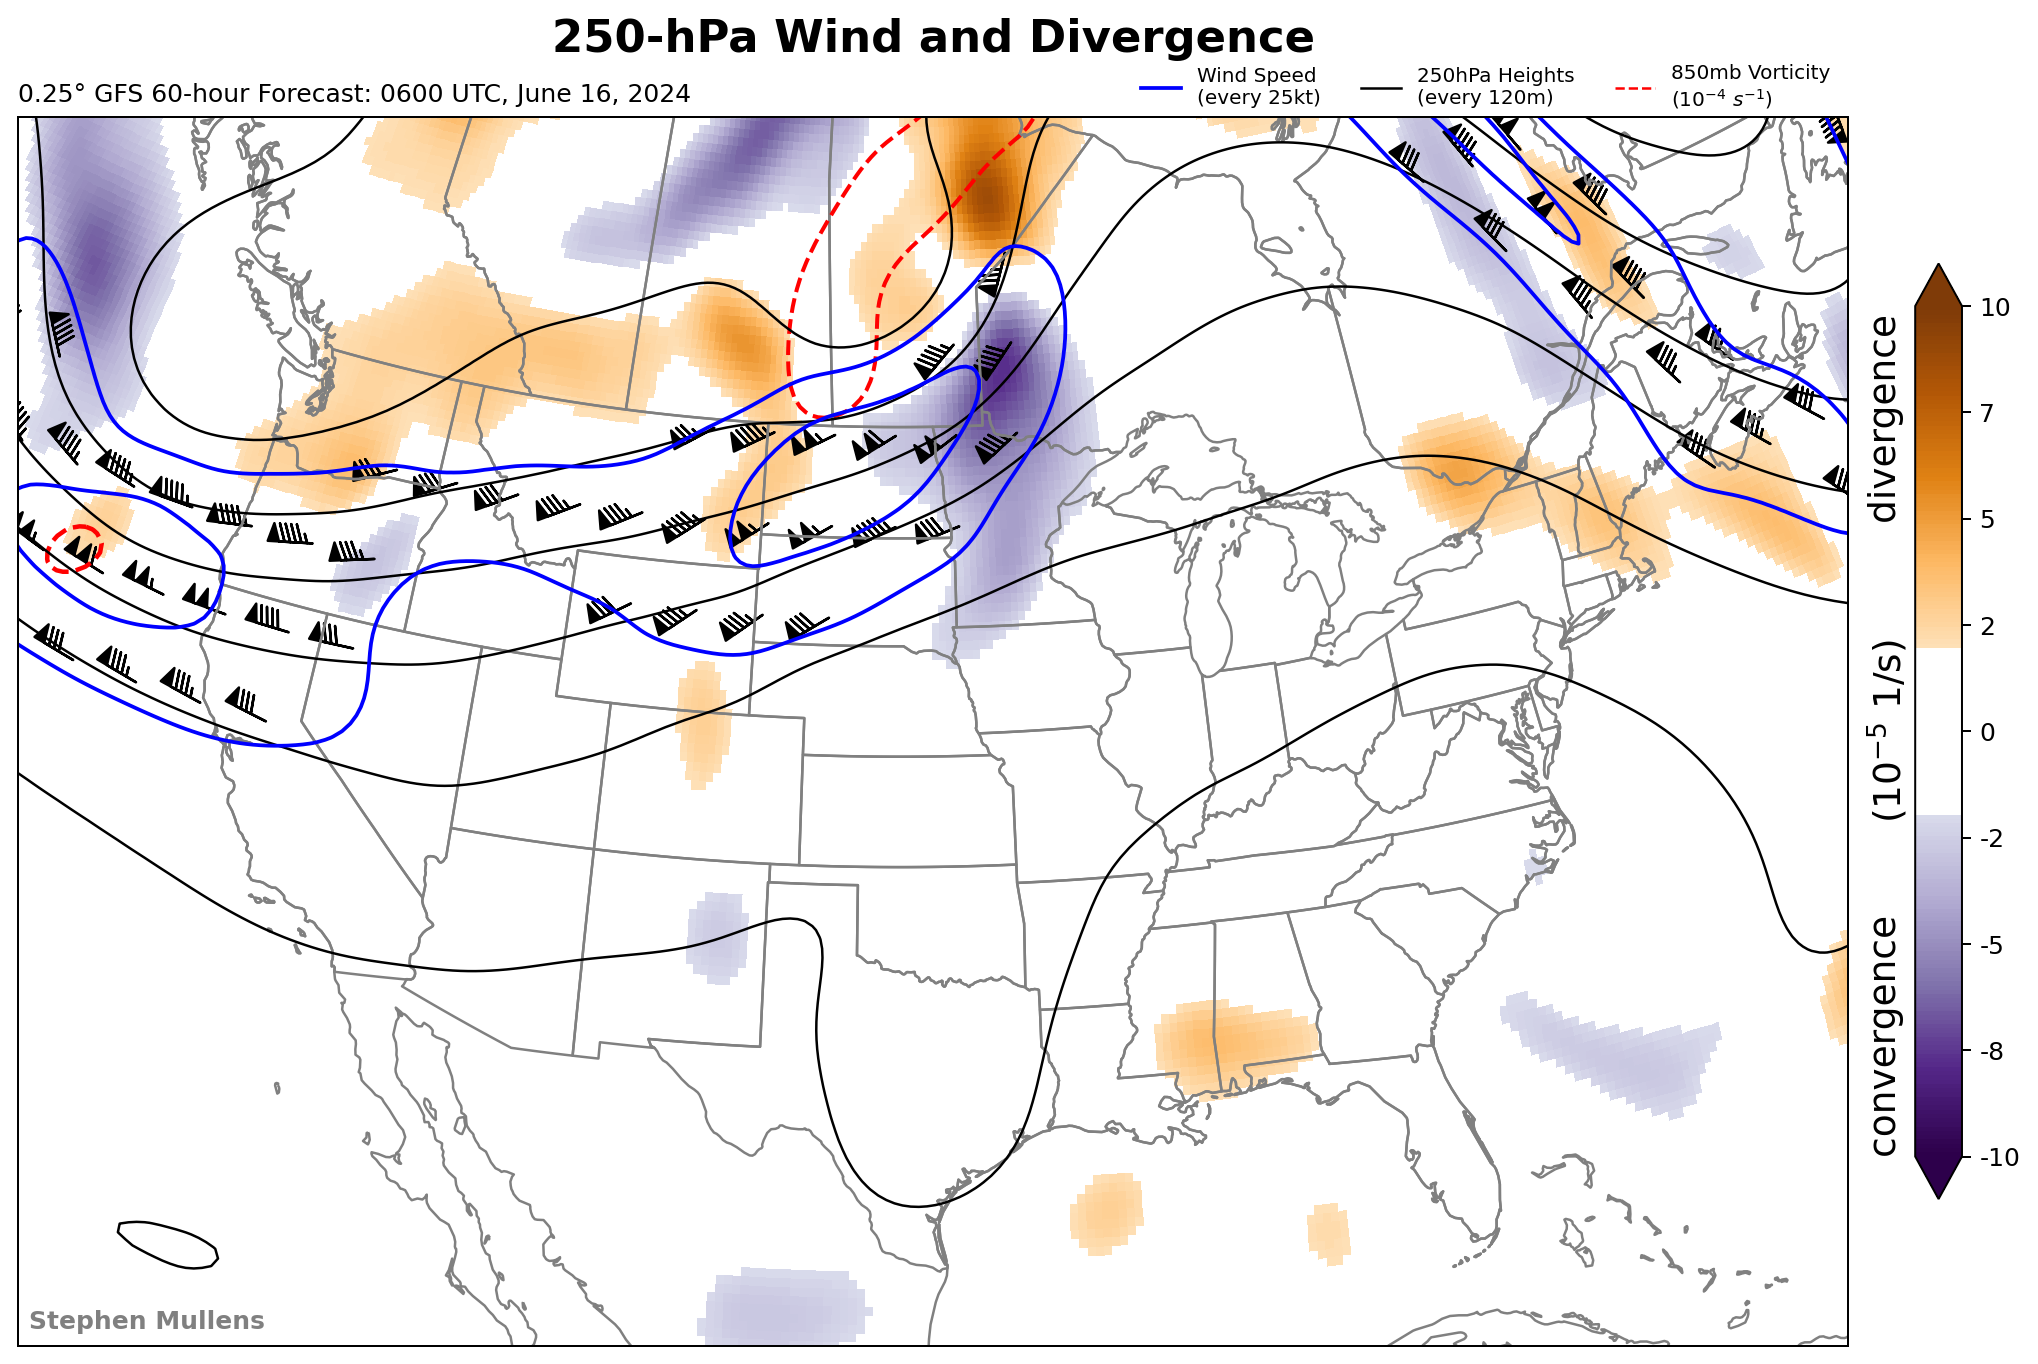 250-hPa Wind and Divergence
0.25° GFS 60-hour Forecast: 0600 UTC, June 16, 2024
Wind Speed
(every 25kt)
250hPa Heights
(every 120m)
850mb Vorticity
(10⁻⁴ s⁻¹)
10
7
5
2
0
-2
-5
-8
-10
convergence (10⁻⁵ 1/s) divergence
Stephen Mullens